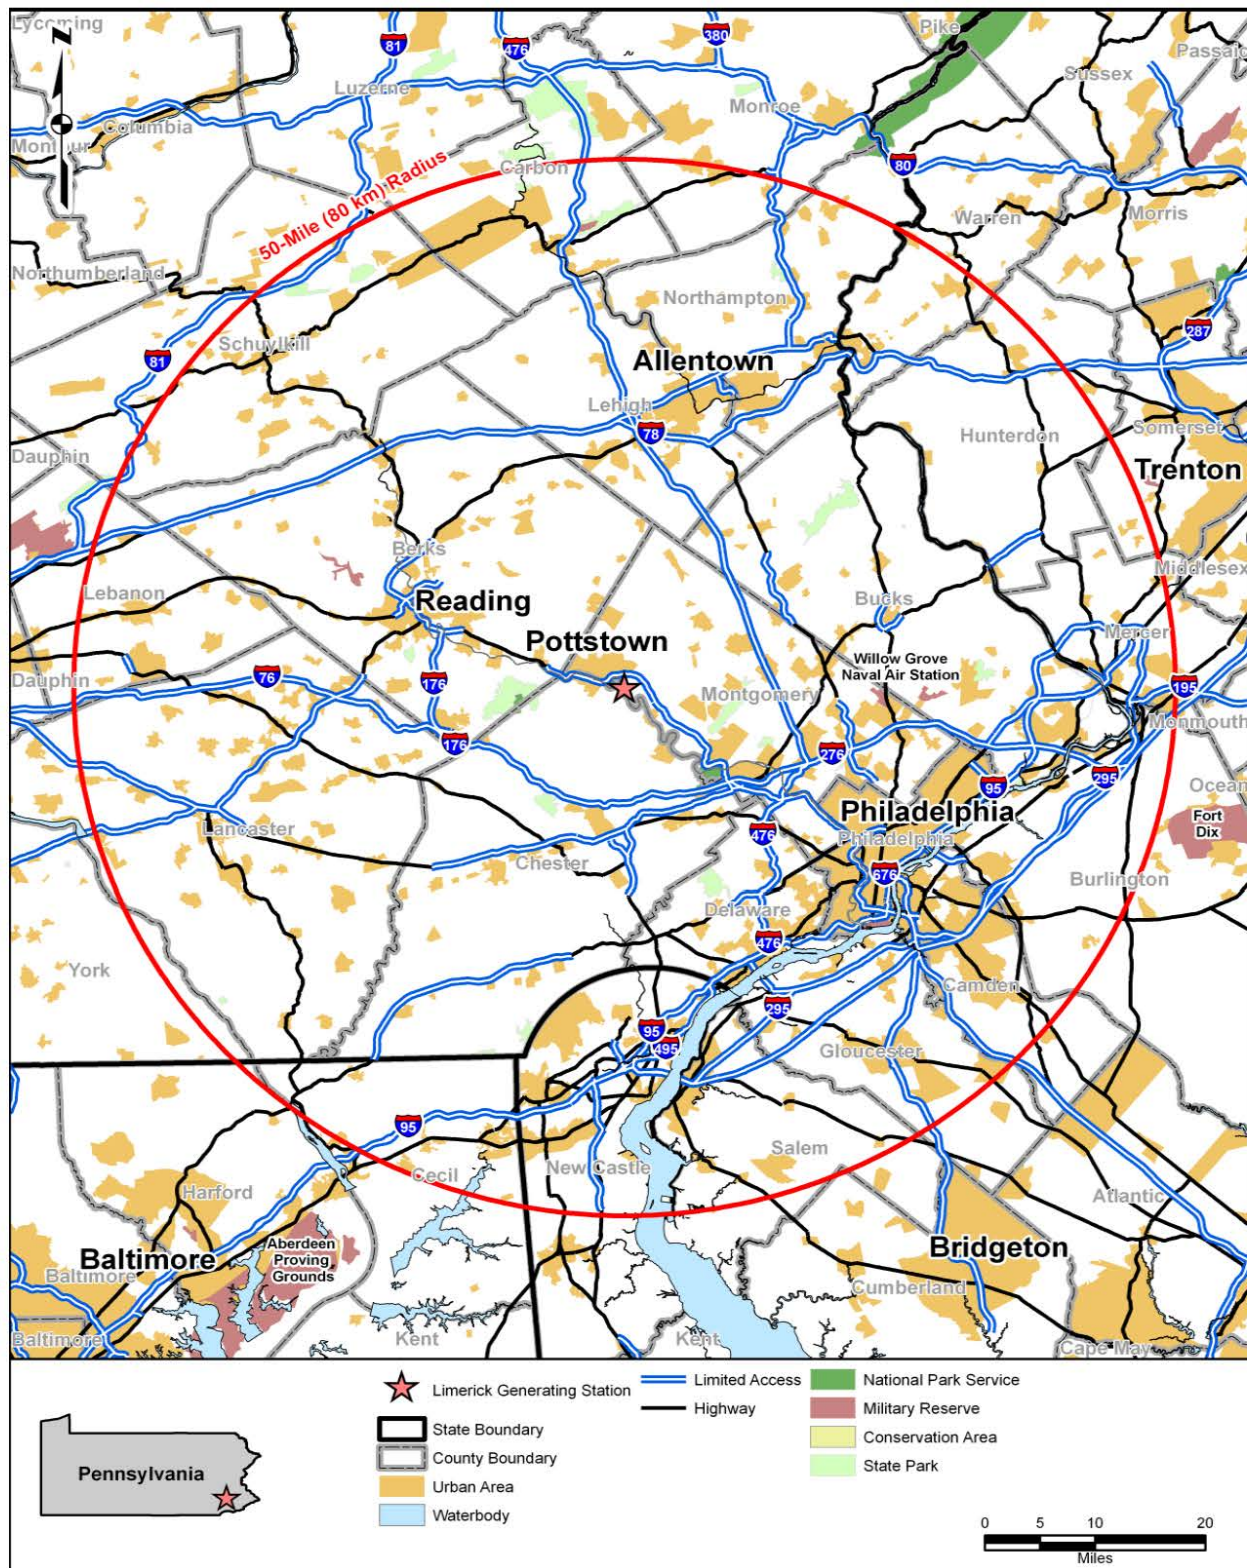 Lycoming
Pike
81
476
380
Passaic
Sussex
Luzerne
Monroe
N
Columbia
Montour
80
Carbon
50-Mile (80 km) Radius
Warren
Morris
Northumberland
Northampton
287
Schuylkill
81
Allentown
Lehigh
78
Hunterdon
Somerset
Dauphin
Trenton
Berks
Middlesex
Lebanon
Reading
Bucks
Pottstown
Mercer
Willow Grove
Naval Air Station
Dauphin
76
176
Montgomery
195
Monmouth
176
276
295
95
Ocean
Philadelphia
Fort
Dix
Lancaster
476
Philadelphia
Chester
676
Burlington
Delaware
476
York
Camden
295
95
495
Gloucester
95
Salem
Cecil
New Castle
Harford
Atlantic
Aberdeen
Proving
Grounds
Baltimore
Bridgeton
Baltimore
Cumberland
Baltimore
Kent
Kent
Cape May
Limerick Generating Station
State Boundary
County Boundary
Urban Area
Waterbody
Limited Access
Highway
National Park Service
Military Reserve
Conservation Area
State Park
Pennsylvania
0 5 10 20
Miles